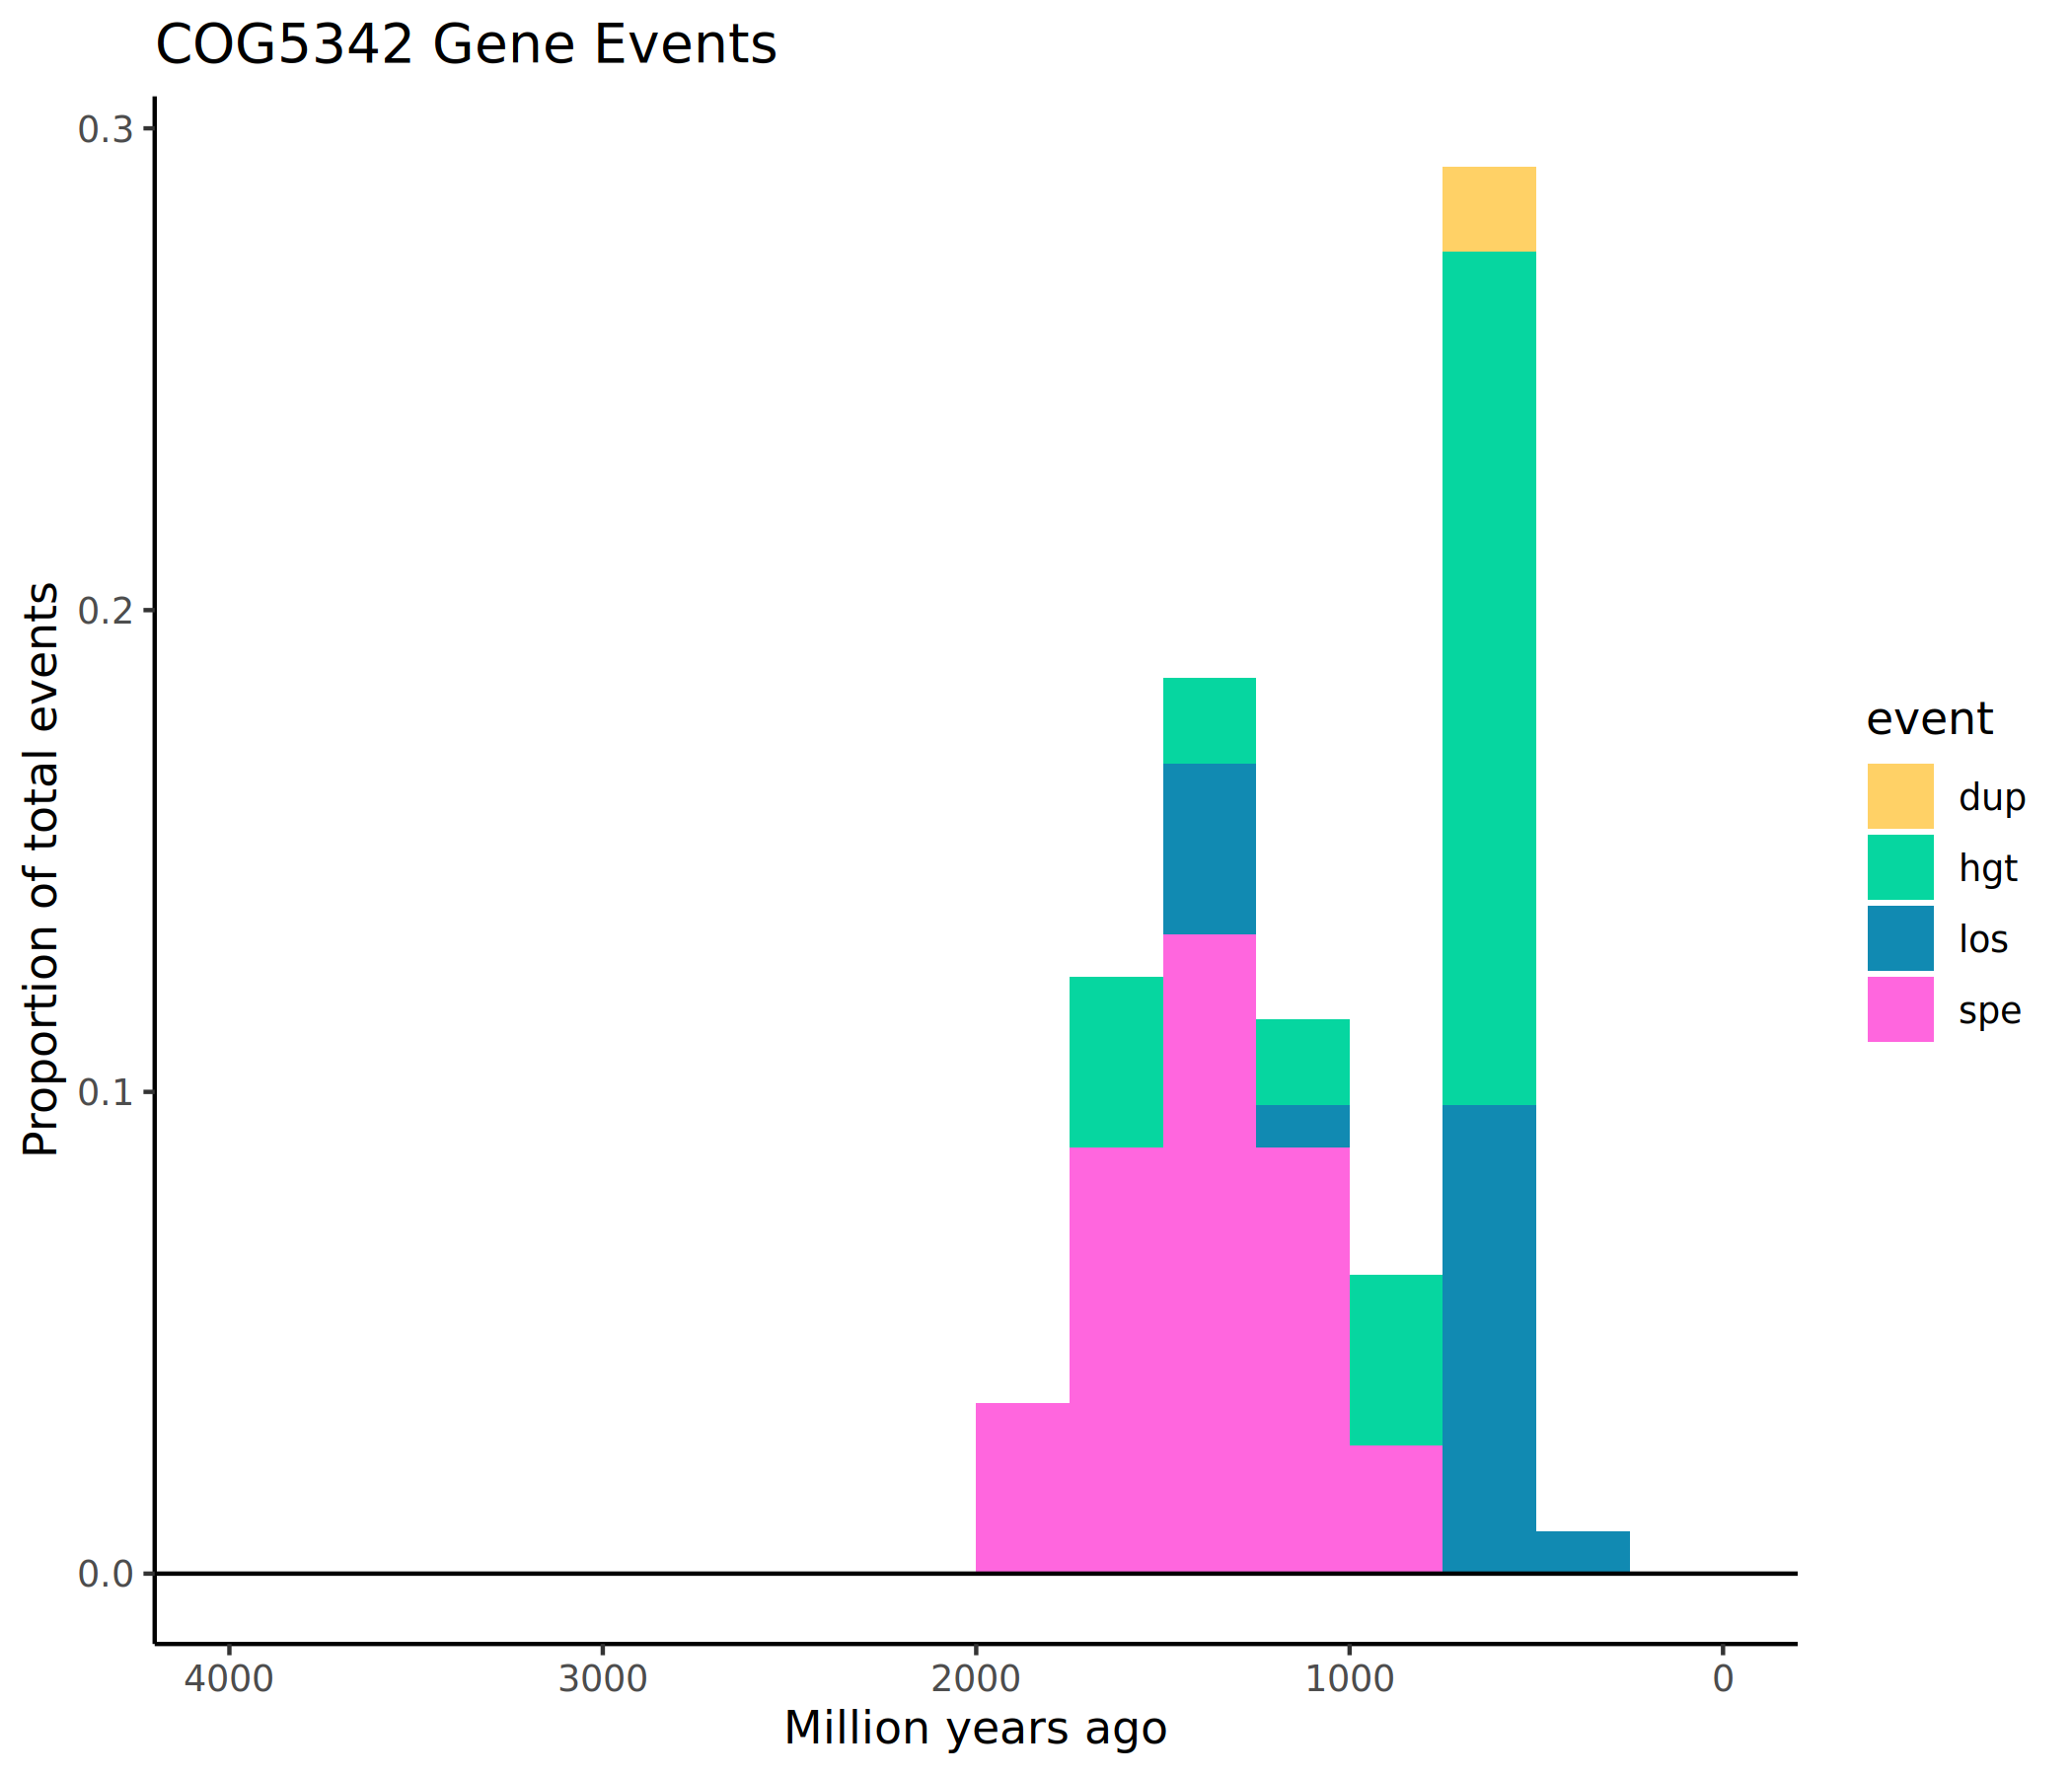 COG5342 Gene Events
0.3
0.2
0.1
0.0
Proportion of total events
4000 3000 2000 1000 0
Million years ago
event
dup
hgt
los
spe